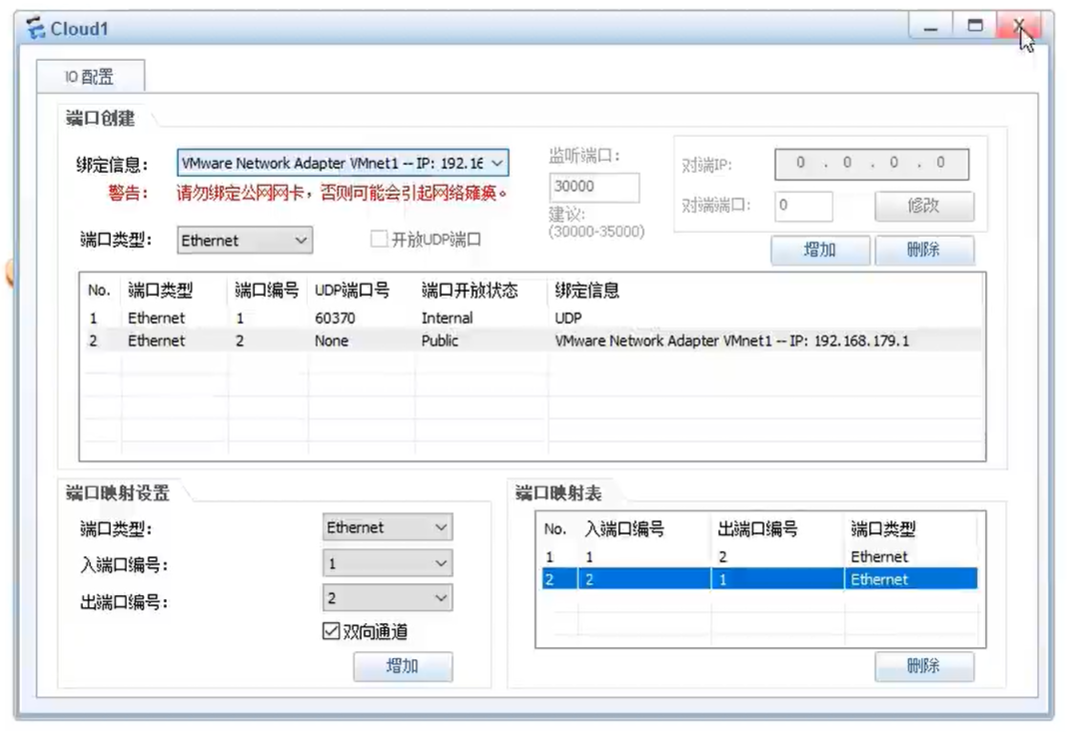 Cloud1
IO 配置
端口创建
绑定信息: VMware Network Adapter VMnet1 -- IP: 192.16
警告: 请勿绑定公网网卡，否则可能会引起网络瘫痪。
端口类型: Ethernet 开放UDP端口
监听端口:
30000
建议:
(30000-35000)
对端IP: 0 . 0 . 0 . 0
对端端口: 0 修改
增加 删除
No. 端口类型 端口编号 UDP端口号 端口开放状态 绑定信息
1 Ethernet 1 60370 Internal UDP
2 Ethernet 2 None Public VMware Network Adapter VMnet1 -- IP: 192.168.179.1
端口映射设置
端口类型: Ethernet
入端口编号: 1
出端口编号: 2
双向通道
增加
端口映射表
No. 入端口编号 出端口编号 端口类型
1 1 2 Ethernet
2 2 1 Ethernet
删除